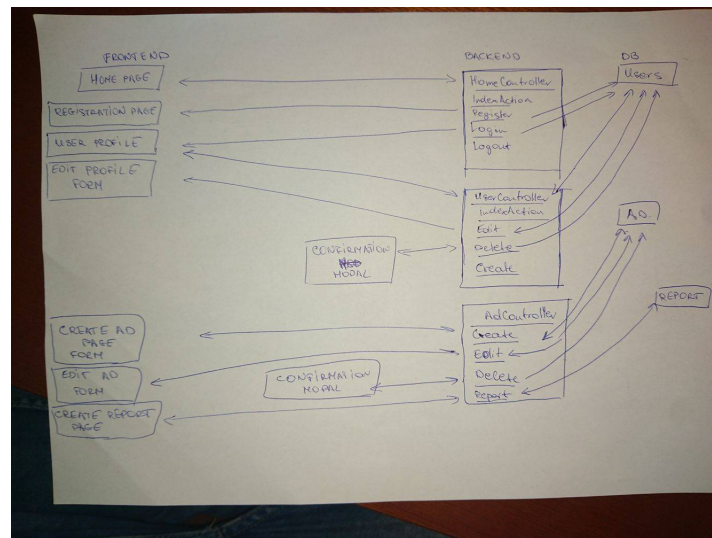 FRONTEND
BACKEND
DB
HOME PAGE
REGISTRATION PAGE
USER PROFILE
EDIT PROFILE
FORM
HomeController
IndexAction
Register
Login
Logout
Users
UserController
IndexAction
Edit
Delete
Create
CONFIRMATION
MODAL
AD
REPORT
CREATE AD
PAGE
FORM
EDIT AD
FORM
CREATE REPORT
PAGE
CONFIRMATION
MODAL
AdController
Create
Edit
Delete
Report